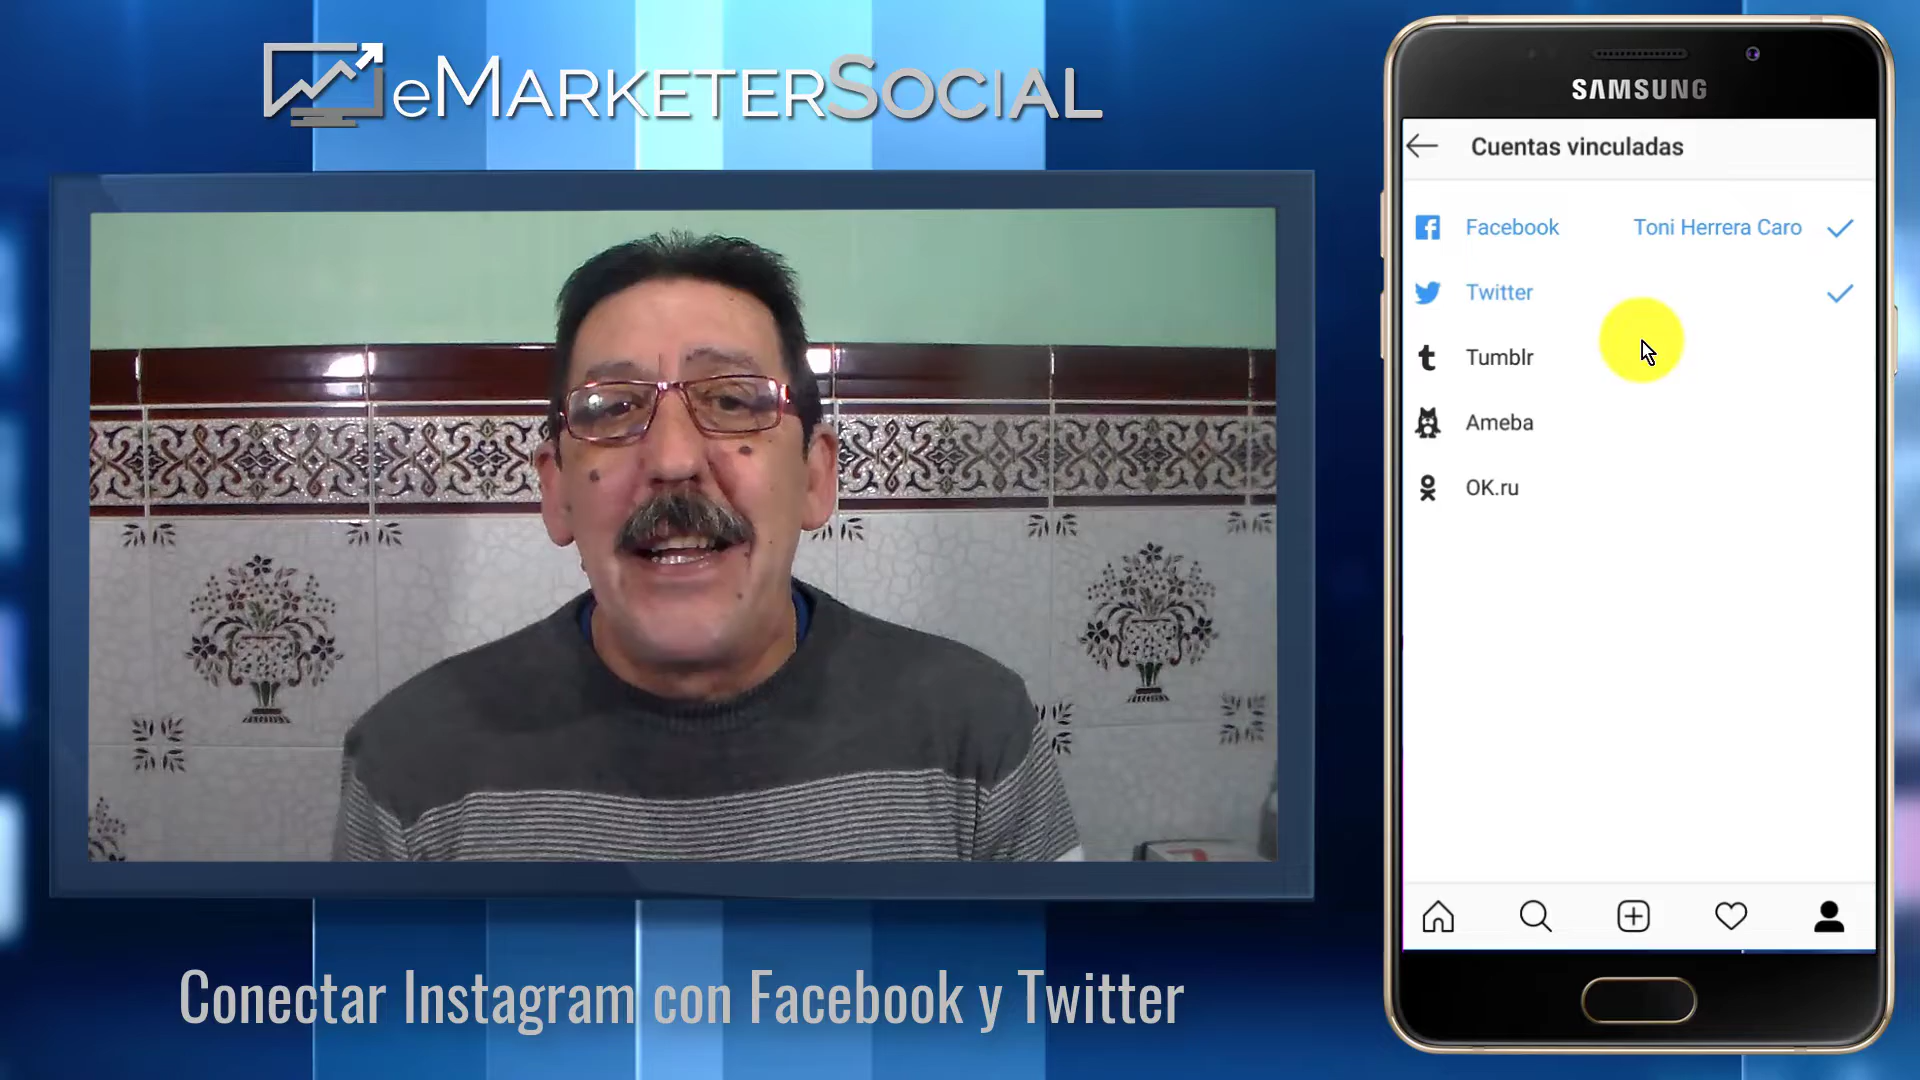 eMARKETERSOCIAL
SAMSUNG
Cuentas vinculadas
Facebook Toni Herrera Caro
Twitter
Tumblr
Ameba
OK.ru
Conectar Instagram con Facebook y Twitter